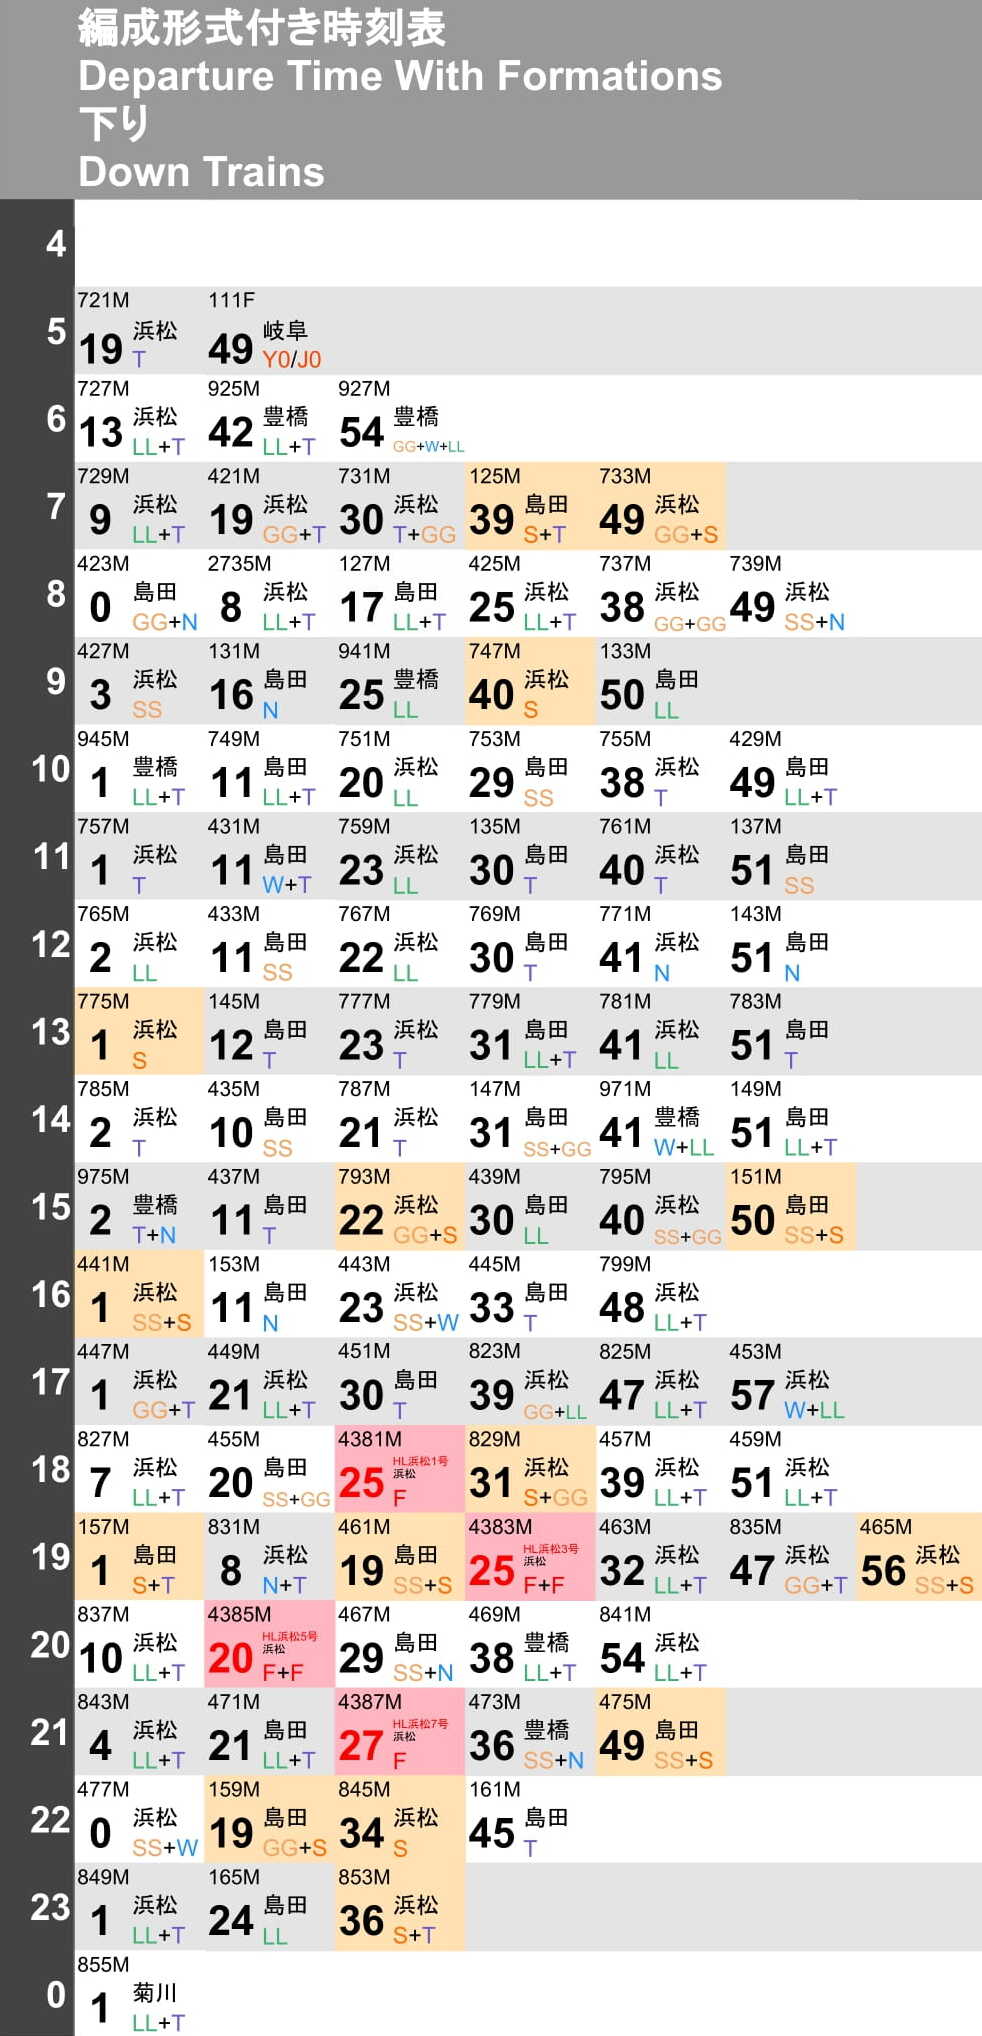 編成形式付き時刻表
Departure Time With Formations
下り
Down Trains
4
5
721M 111F
19 浜松 T 49 岐阜 Y0/J0
6
727M 925M 927M
13 浜松 LL+T 42 豊橋 LL+T 54 豊橋 GG+W+LL
7
729M 421M 731M 125M 733M
9 浜松 LL+T 19 浜松 GG+T 30 浜松 T+GG 39 島田 S+T 49 浜松 GG+S
8
423M 2735M 127M 425M 737M 739M
0 島田 GG+N 8 浜松 LL+T 17 島田 LL+T 25 浜松 LL+T 38 浜松 GG+GG 49 浜松 SS+N
9
427M 131M 941M 747M 133M
3 浜松 SS 16 島田 N 25 豊橋 LL 40 浜松 S 50 島田 LL
10
945M 749M 751M 753M 755M 429M
1 豊橋 LL+T 11 島田 LL+T 20 浜松 LL 29 島田 SS 38 浜松 T 49 島田 LL+T
11
757M 431M 759M 135M 761M 137M
1 浜松 T 11 島田 W+T 23 浜松 LL 30 島田 T 40 浜松 T 51 島田 SS
12
765M 433M 767M 769M 771M 143M
2 浜松 LL 11 島田 SS 22 浜松 LL 30 島田 T 41 浜松 N 51 島田 N
13
775M 145M 777M 779M 781M 783M
1 浜松 S 12 島田 T 23 浜松 T 31 島田 LL+T 41 浜松 LL 51 島田 T
14
785M 435M 787M 147M 971M 149M
2 浜松 T 10 島田 SS 21 浜松 T 31 島田 SS+GG 41 豊橋 W+LL 51 島田 LL+T
15
975M 437M 793M 439M 795M 151M
2 豊橋 T+N 11 島田 T 22 浜松 GG+S 30 島田 LL 40 浜松 SS+GG 50 島田 SS+S
16
441M 153M 443M 445M 799M
1 浜松 SS+S 11 島田 N 23 浜松 SS+W 33 島田 T 48 浜松 LL+T
17
447M 449M 451M 823M 825M 453M
1 浜松 GG+T 21 浜松 LL+T 30 島田 T 39 浜松 GG+LL 47 浜松 LL+T 57 浜松 W+LL
18
827M 455M 4381M 829M 457M 459M
7 浜松 LL+T 20 島田 SS+GG 25 HL浜松1号 浜松 F 31 浜松 S+GG 39 浜松 LL+T 51 浜松 LL+T
19
157M 831M 461M 4383M 463M 835M 465M
1 島田 S+T 8 浜松 N+T 19 島田 SS+S 25 HL浜松3号 浜松 F+F 32 浜松 LL+T 47 浜松 GG+T 56 浜松 SS+S
20
837M 4385M 467M 469M 841M
10 浜松 LL+T 20 HL浜松5号 浜松 F+F 29 島田 SS+N 38 豊橋 LL+T 54 浜松 LL+T
21
843M 471M 4387M 473M 475M
4 浜松 LL+T 21 島田 LL+T 27 HL浜松7号 浜松 F 36 豊橋 SS+N 49 島田 SS+S
22
477M 159M 845M 161M
0 浜松 SS+W 19 島田 GG+S 34 浜松 S 45 島田 T
23
849M 165M 853M
1 浜松 LL+T 24 島田 LL 36 浜松 S+T
0
855M
1 菊川 LL+T